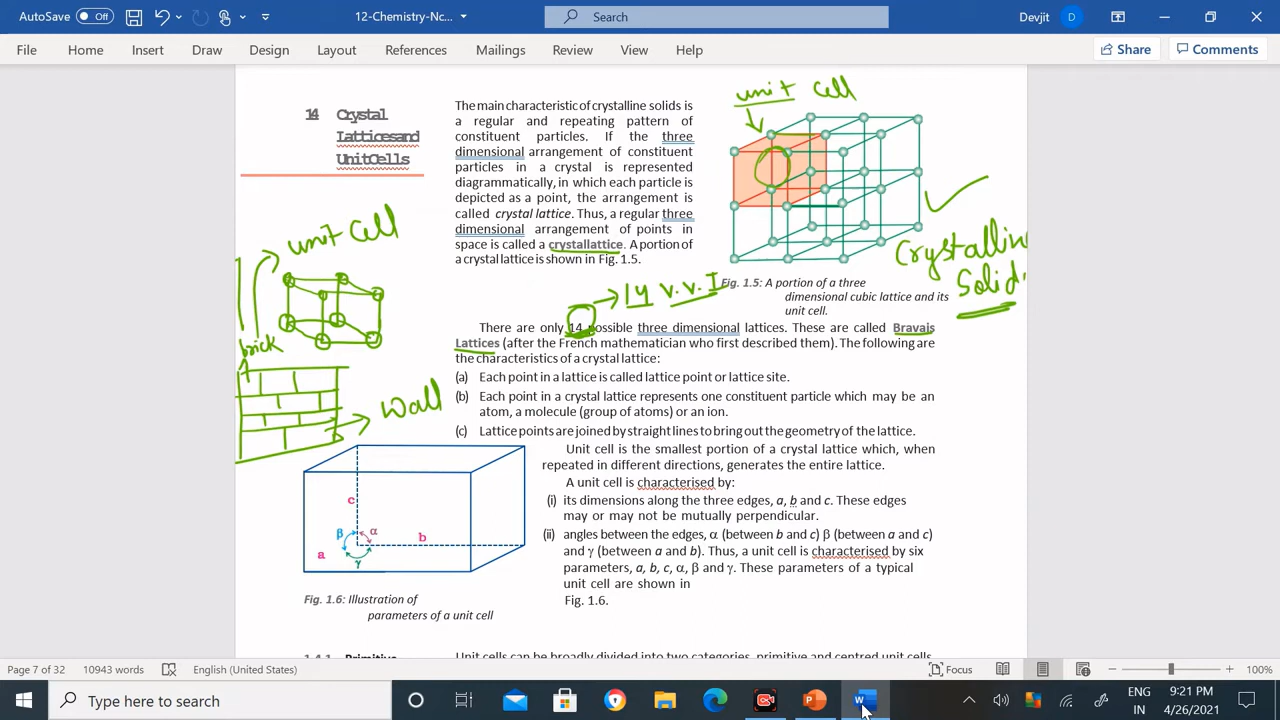 AutoSave Off 12-Chemistry-Nc... Search Devjit D
File Home Insert Draw Design Layout References Mailings Review View Help Share Comments
14 Crystal
Latticesand
UnitCells
The main characteristic of crystalline solids is
a regular and repeating pattern of
constituent particles. If the three
dimensional arrangement of constituent
particles in a crystal is represented
diagrammatically, in which each particle is
depicted as a point, the arrangement is
called crystal lattice. Thus, a regular three
dimensional arrangement of points in
space is called a crystallattice. A portion of
a crystal lattice is shown in Fig. 1.5.
unit cell
Crystalline
Solid
Fig. 1.5: A portion of a three
dimensional cubic lattice and its
unit cell.
unit cell
brick
wall
14 v.v.I
There are only 14 possible three dimensional lattices. These are called Bravais
Lattices (after the French mathematician who first described them). The following are
the characteristics of a crystal lattice:
(a) Each point in a lattice is called lattice point or lattice site.
(b) Each point in a crystal lattice represents one constituent particle which may be an
atom, a molecule (group of atoms) or an ion.
(c) Lattice points are joined by straight lines to bring out the geometry of the lattice.
Unit cell is the smallest portion of a crystal lattice which, when
repeated in different directions, generates the entire lattice.
A unit cell is characterised by:
(i) its dimensions along the three edges, a, b and c. These edges
may or may not be mutually perpendicular.
(ii) angles between the edges, α (between b and c) β (between a and c)
and γ (between a and b). Thus, a unit cell is characterised by six
parameters, a, b, c, α, β and γ. These parameters of a typical
unit cell are shown in
Fig. 1.6.
c
β α
b
a
γ
Fig. 1.6: Illustration of
parameters of a unit cell
1.4.1 Primitive
Unit cells can be broadly divided into two categories, primitive and centred unit cells
Page 7 of 32 10943 words English (United States) Focus 100%
Type here to search
ENG
IN
9:21 PM
4/26/2021